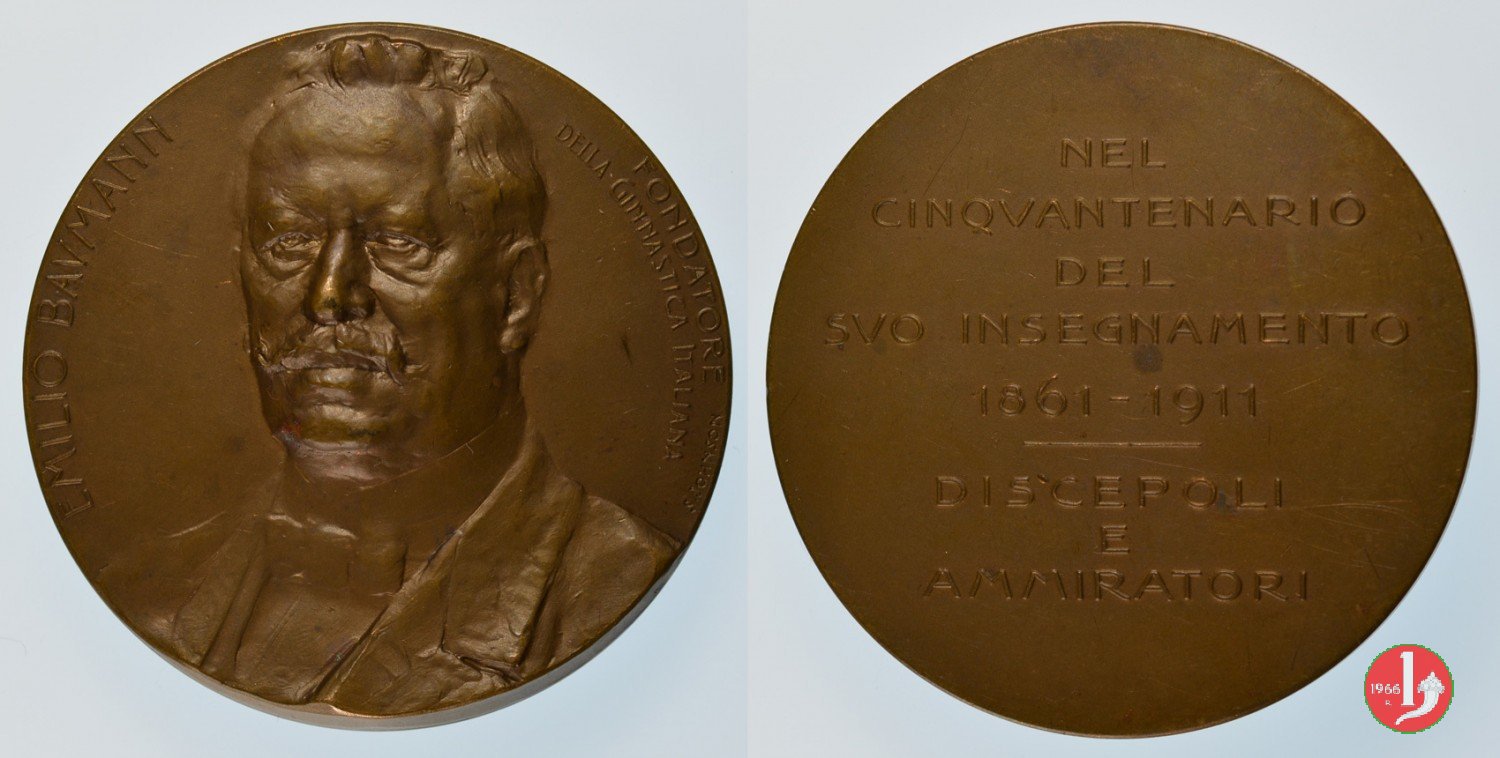 EMILIO BAVMANN
FONDATORE
DELLA·GINNASTICA ITALIANA
NEL
CINQVANTENARIO
DEL
SVO INSEGNAMENTO
1861-1911
DISCEPOLI
E
AMMIRATORI
1966
R.